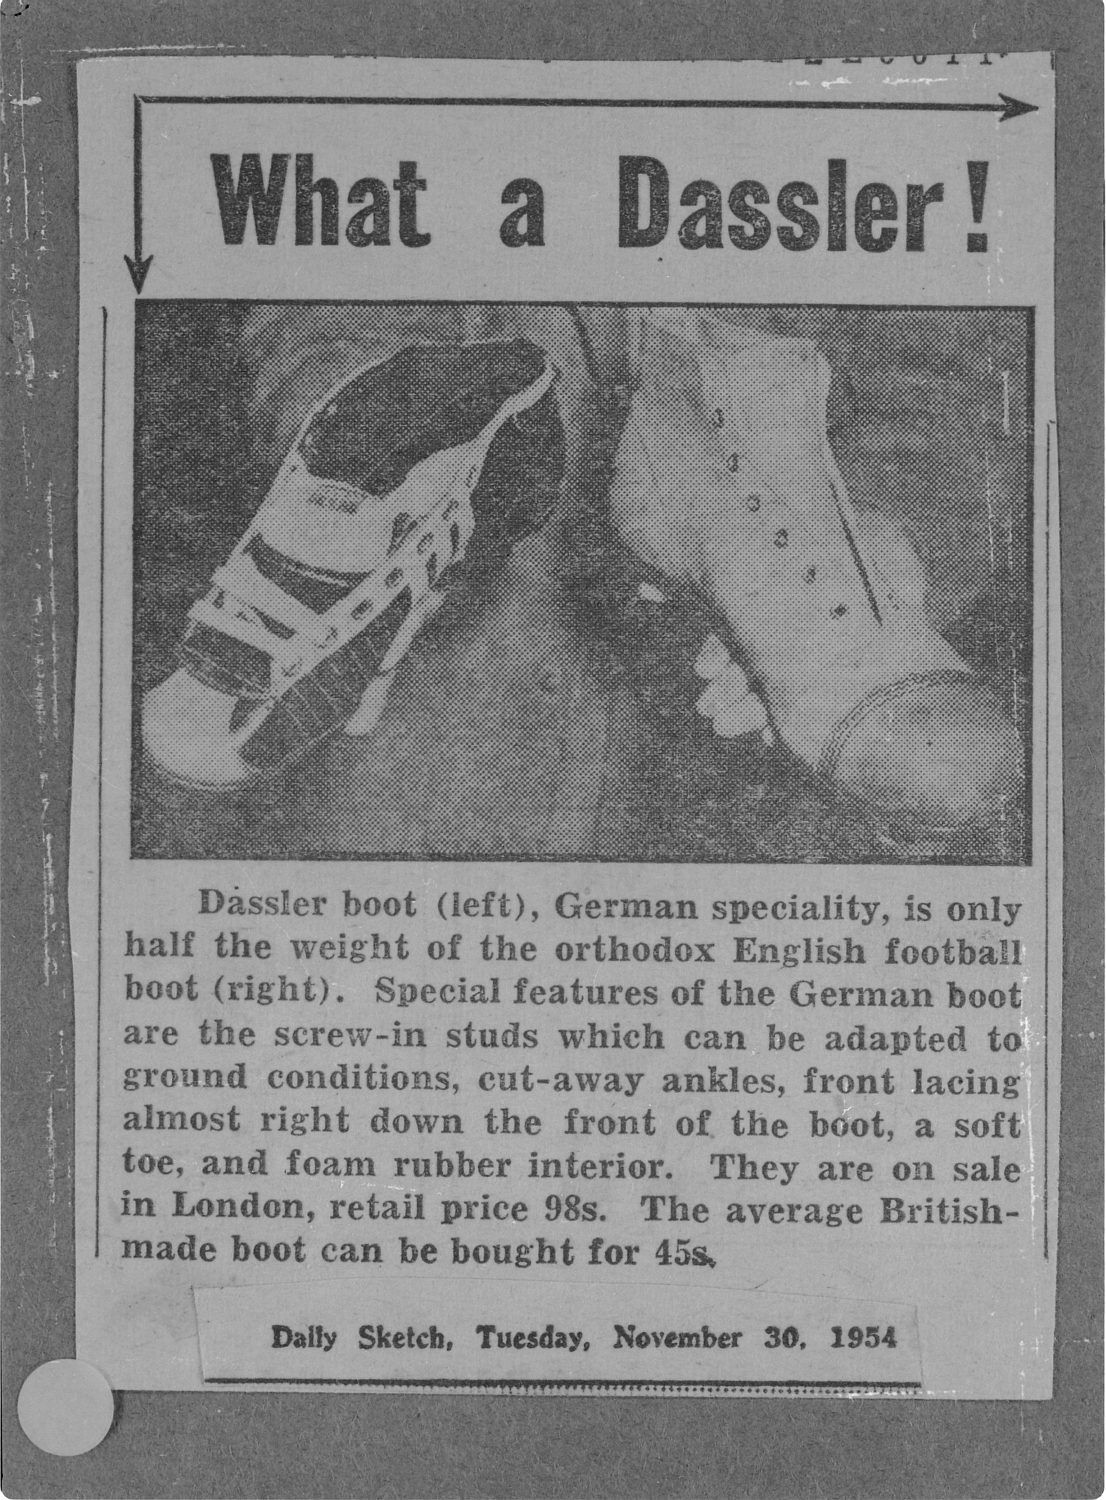 What a Dassler!
Dassler boot (left), German speciality, is only
half the weight of the orthodox English football
boot (right). Special features of the German boot
are the screw-in studs which can be adapted to
ground conditions, cut-away ankles, front lacing
almost right down the front of the boot, a soft
toe, and foam rubber interior. They are on sale
in London, retail price 98s. The average British-
made boot can be bought for 45s.
Daily Sketch, Tuesday, November 30, 1954